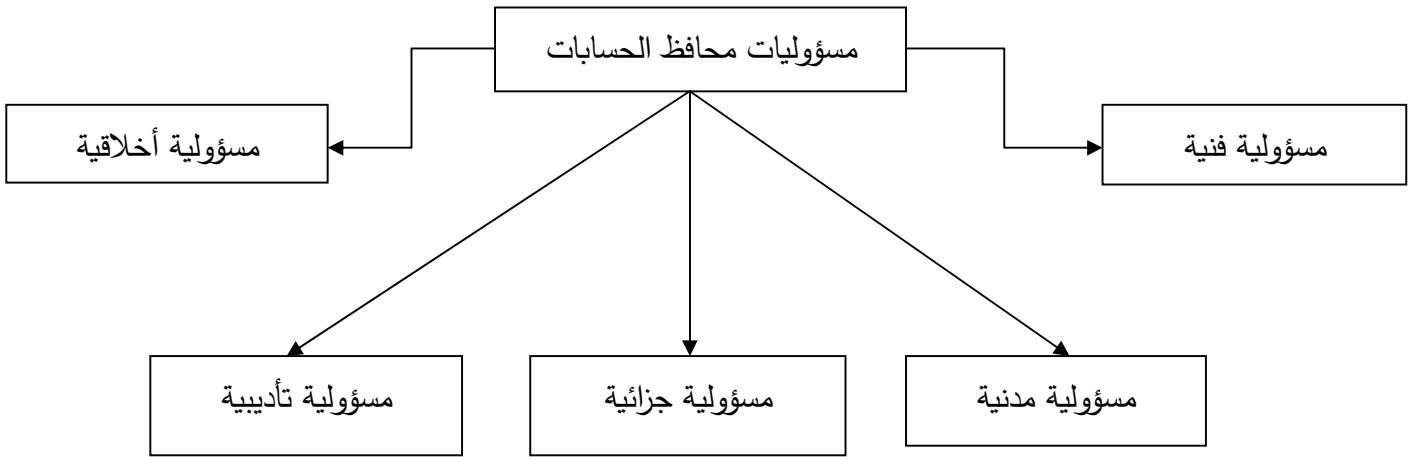 مسؤوليات محافظ الحسابات
مسؤولية فنية
مسؤولية أخلاقية
مسؤولية مدنية
مسؤولية جزائية
مسؤولية تأديبية